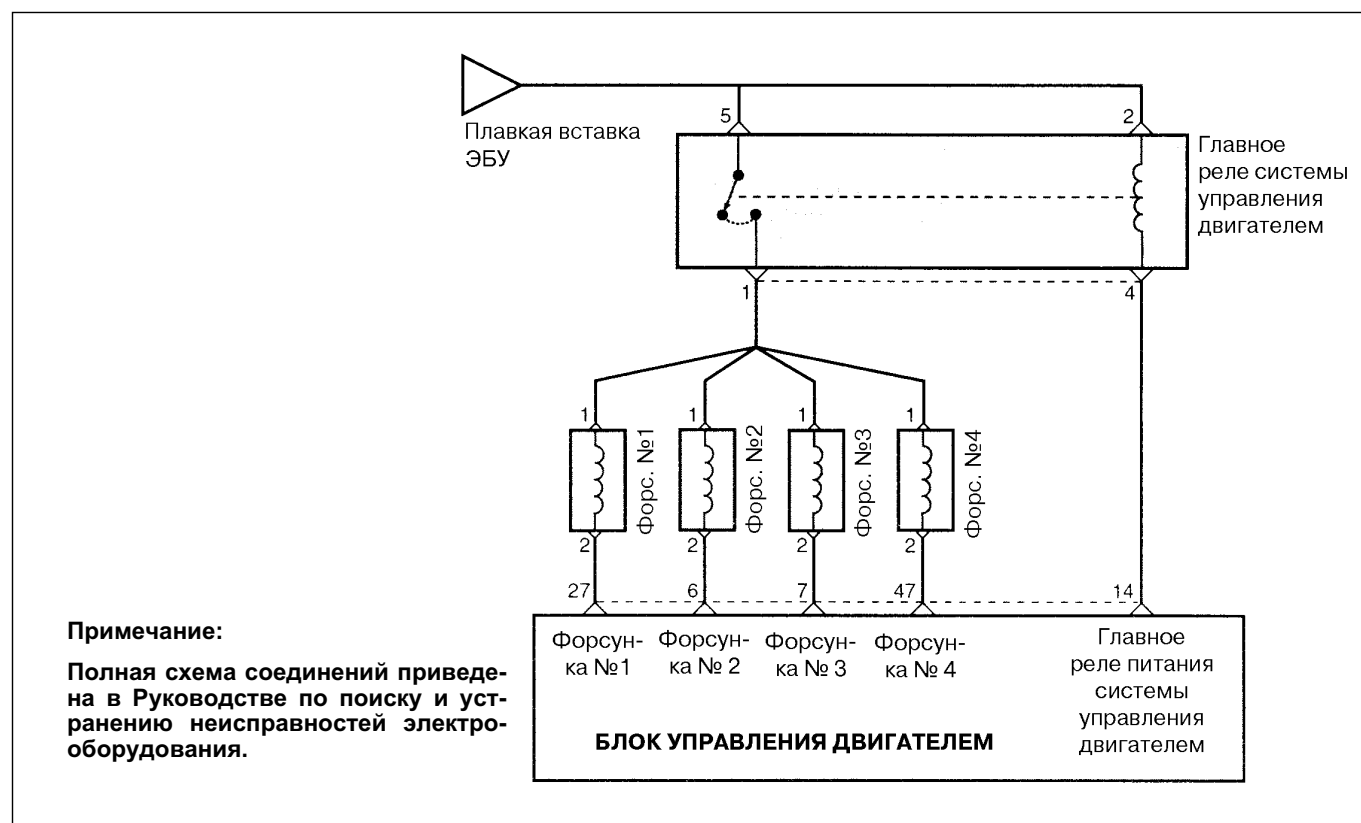 Плавкая вставка
ЭБУ
5
2
Главное
реле системы
управления
двигателем
1
4
1
1
1
1
Форс. №1
Форс. №2
Форс. №3
Форс. №4
2
2
2
2
27
6
7
47
14
Форсун-
ка №1
Форсун-
ка № 2
Форсун-
ка № 3
Форсун-
ка № 4
Главное
реле питания
системы
управления
двигателем
БЛОК УПРАВЛЕНИЯ ДВИГАТЕЛЕМ
Примечание:
Полная схема соединений приведе-
на в Руководстве по поиску и уст-
ранению неисправностей электро-
оборудования.